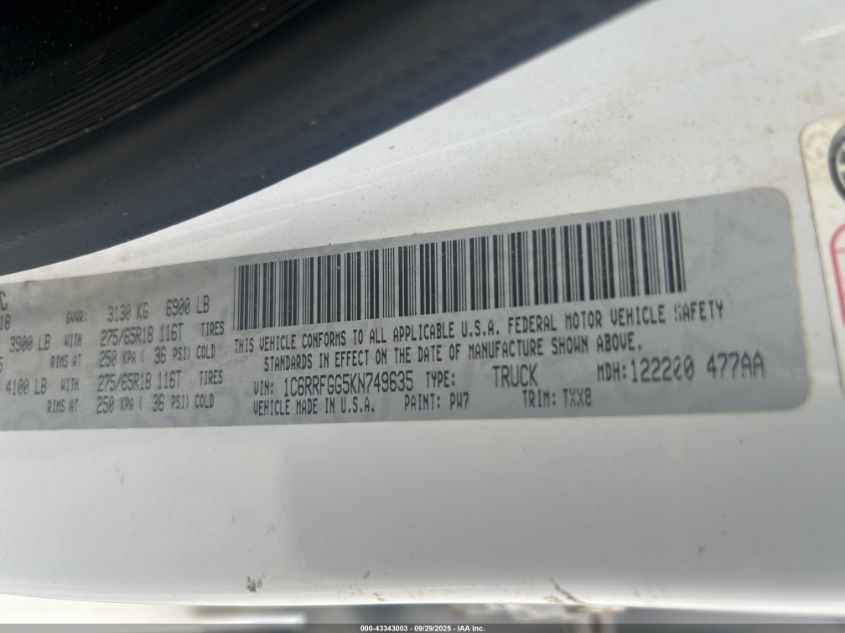 C
18
GVWR: 3130 KG 6900 LB
3900 LB WITH 275/65R18 116T TIRES
RIMS AT 250 KPA ( 36 PSI) COLD
4100 LB WITH 275/65R18 116T TIRES
RIMS AT 250 KPA ( 36 PSI) COLD
THIS VEHICLE CONFORMS TO ALL APPLICABLE U.S.A. FEDERAL MOTOR VEHICLE SAFETY
STANDARDS IN EFFECT ON THE DATE OF MANUFACTURE SHOWN ABOVE.
VIN: 1C6RRFGG5KN749635 TYPE: TRUCK MDH:122200 477AA
VEHICLE MADE IN U.S.A. PAINT: PW7 TRIM: TXX8
000-43343003 - 09/29/2025 - IAA Inc.